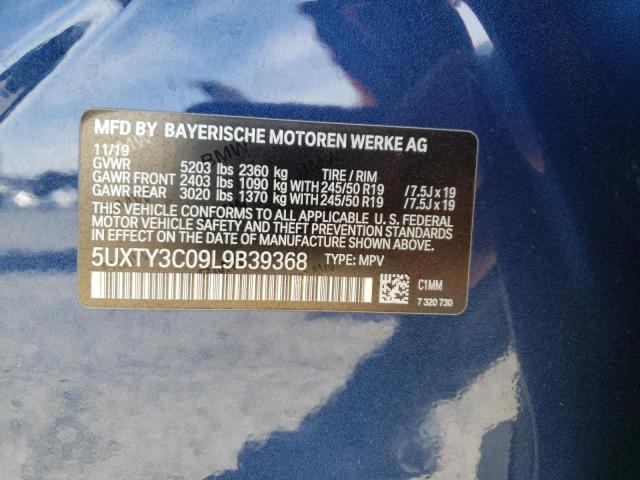 MFD BY BAYERISCHE MOTOREN WERKE AG
11/19
GVWR 5203 lbs 2360 kg TIRE / RIM
GAWR FRONT 2403 lbs 1090 kg WITH 245/50 R19 /7.5J x 19
GAWR REAR 3020 lbs 1370 kg WITH 245/50 R19 /7.5J x 19
THIS VEHICLE CONFORMS TO ALL APPLICABLE U. S. FEDERAL
MOTOR VEHICLE SAFETY AND THEFT PREVENTION STANDARDS
IN EFFECT ON THE DATE OF MANUFACTURE SHOWN ABOVE.
5UXTY3C09L9B39368 TYPE: MPV
C1MM
7 320 730